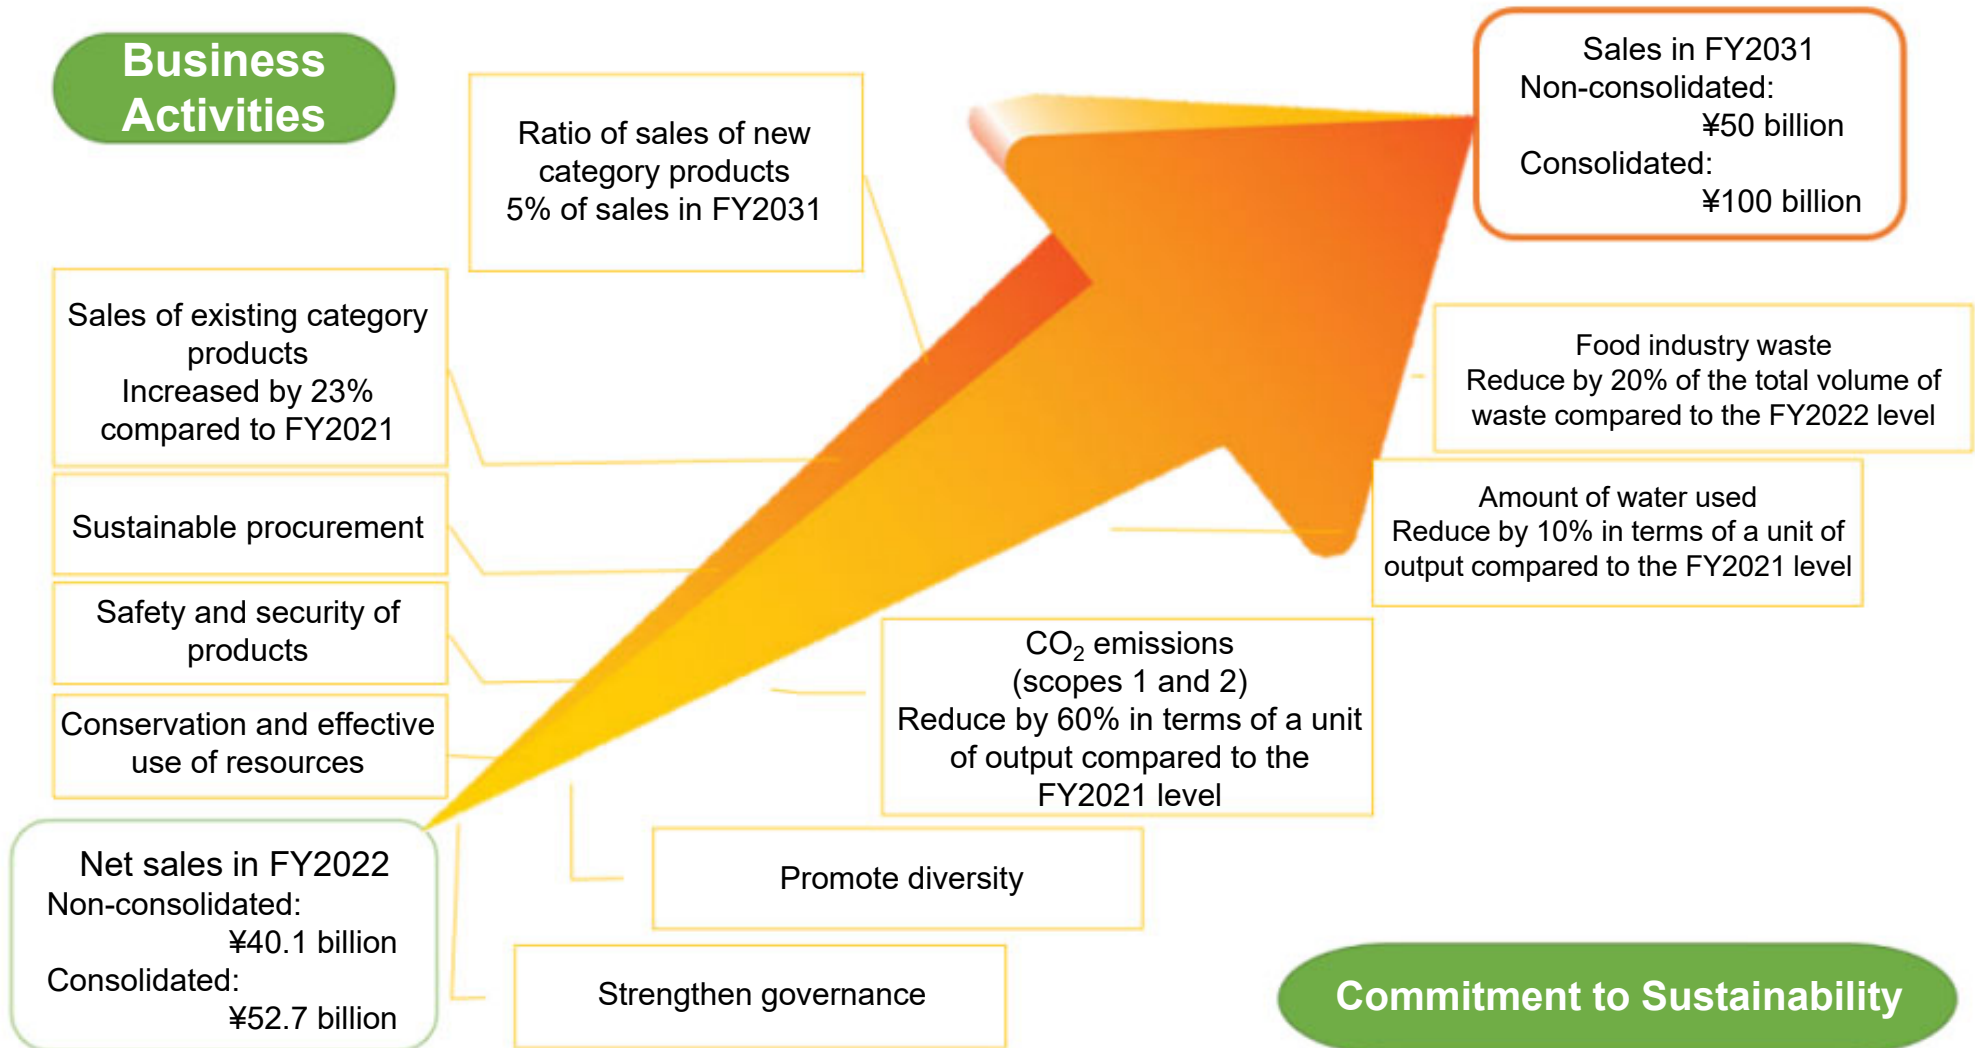 Business
Activities
Ratio of sales of new
category products
5% of sales in FY2031
Sales in FY2031
Non-consolidated:
¥50 billion
Consolidated:
¥100 billion
Sales of existing category
products
Increased by 23%
compared to FY2021
Sustainable procurement
Safety and security of
products
Conservation and effective
use of resources
Net sales in FY2022
Non-consolidated:
¥40.1 billion
Consolidated:
¥52.7 billion
Food industry waste
Reduce by 20% of the total volume of
waste compared to the FY2022 level
Amount of water used
Reduce by 10% in terms of a unit of
output compared to the FY2021 level
CO₂ emissions
(scopes 1 and 2)
Reduce by 60% in terms of a unit
of output compared to the
FY2021 level
Promote diversity
Strengthen governance
Commitment to Sustainability